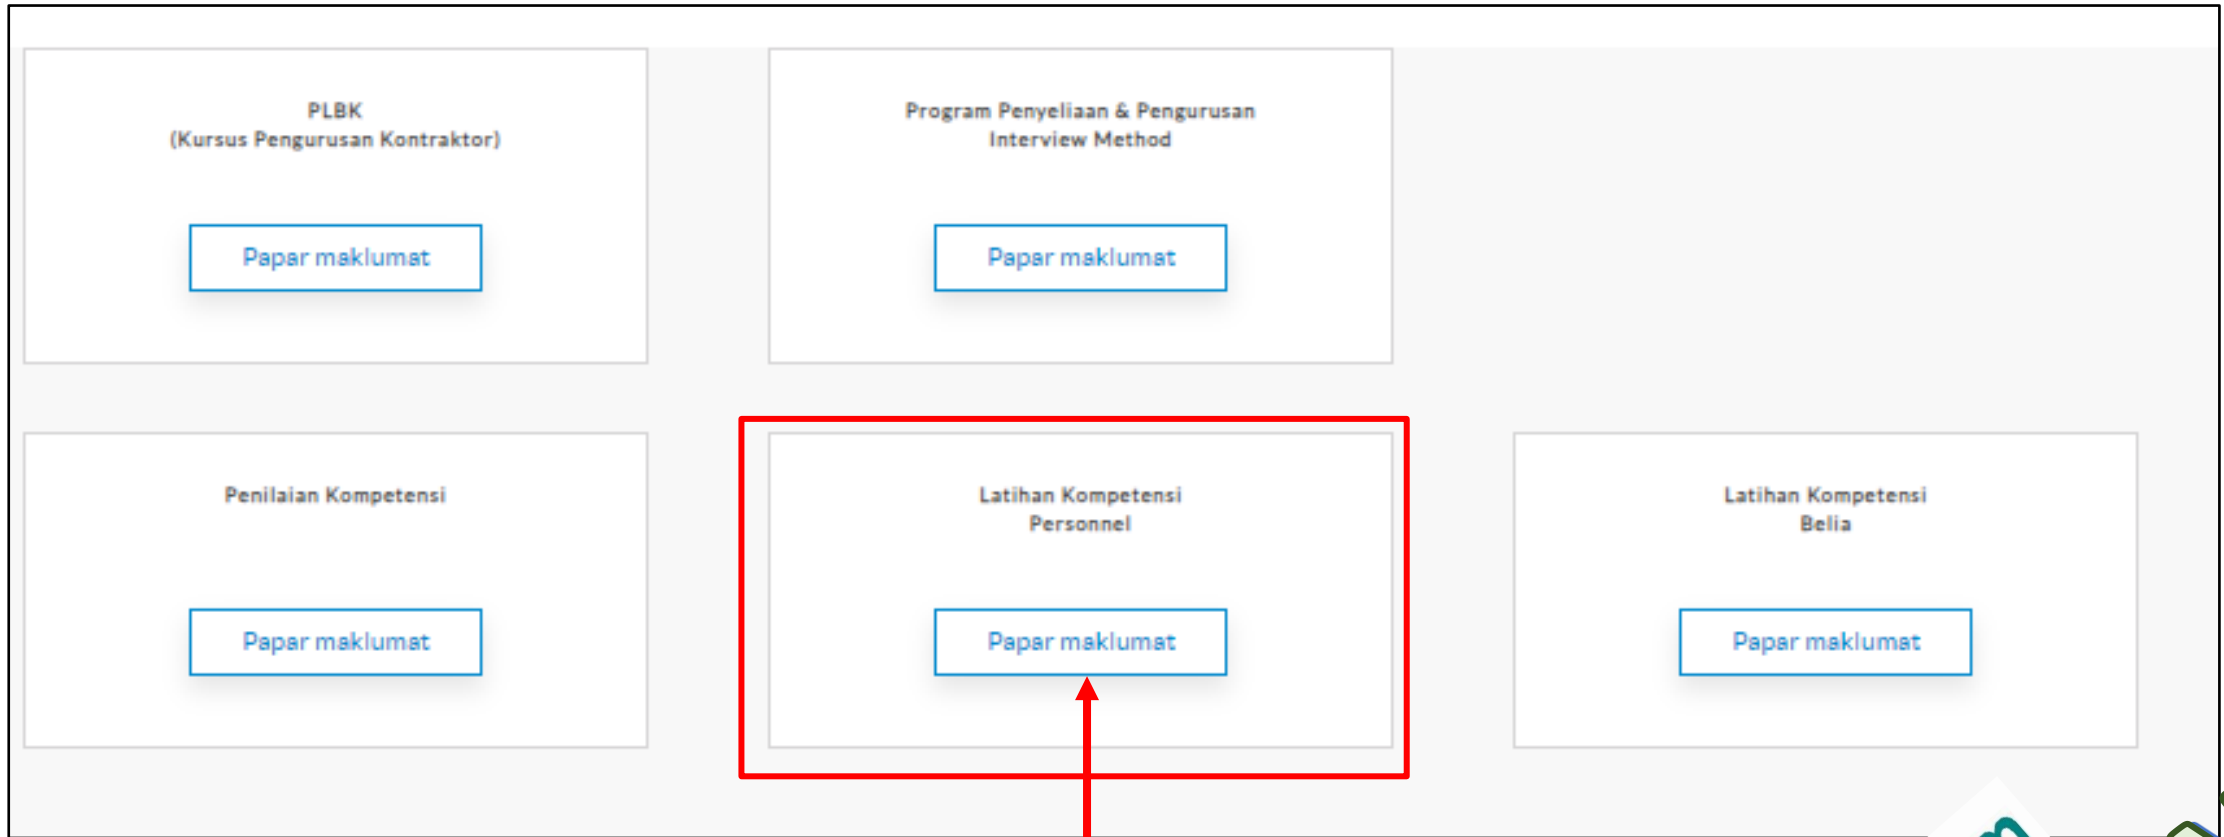 PLBK
(Kursus Pengurusan Kontraktor)
Papar maklumat
Program Penyeliaan & Pengurusan
Interview Method
Papar maklumat
Penilaian Kompetensi
Papar maklumat
Latihan Kompetensi
Personnel
Papar maklumat
Latihan Kompetensi
Belia
Papar maklumat